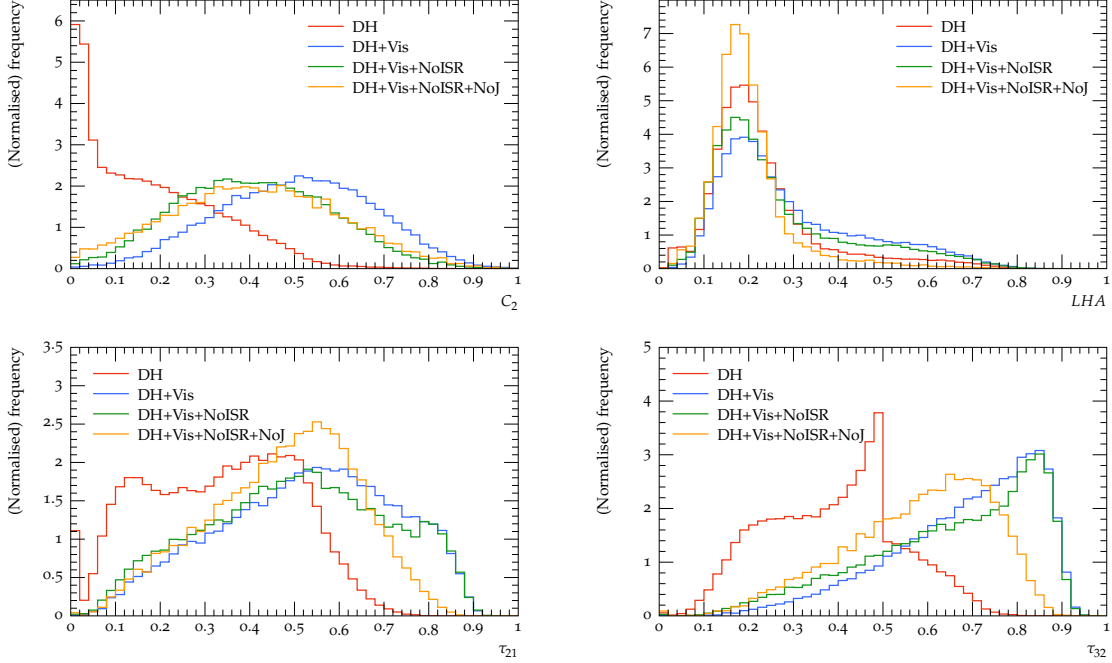 (Normalised) frequency
6
5
4
3
2
1
0
DH
DH+Vis
DH+Vis+NoISR
DH+Vis+NoISR+NoJ
0 0.1 0.2 0.3 0.4 0.5 0.6 0.7 0.8 0.9 1
C₂
(Normalised) frequency
7
6
5
4
3
2
1
0
DH
DH+Vis
DH+Vis+NoISR
DH+Vis+NoISR+NoJ
0 0.1 0.2 0.3 0.4 0.5 0.6 0.7 0.8 0.9 1
LHA
(Normalised) frequency
3.5
3
2.5
2
1.5
1
0.5
0
DH
DH+Vis
DH+Vis+NoISR
DH+Vis+NoISR+NoJ
0 0.1 0.2 0.3 0.4 0.5 0.6 0.7 0.8 0.9 1
τ₂₁
(Normalised) frequency
5
4
3
2
1
0
DH
DH+Vis
DH+Vis+NoISR
DH+Vis+NoISR+NoJ
0 0.1 0.2 0.3 0.4 0.5 0.6 0.7 0.8 0.9 1
τ₃₂